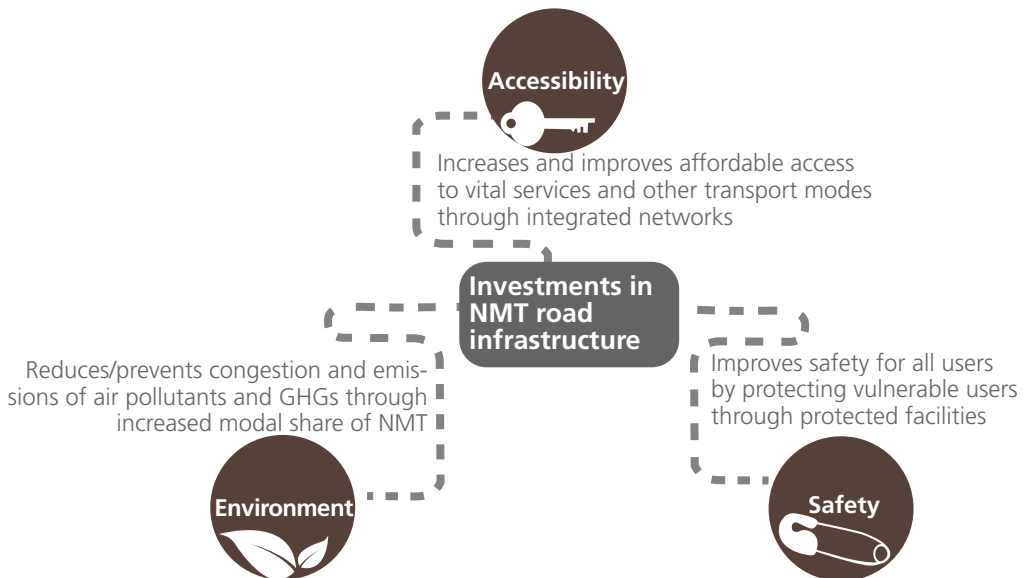 Accessibility
Increases and improves affordable access
to vital services and other transport modes
through integrated networks
Investments in
NMT road
infrastructure
Reduces/prevents congestion and emis-
sions of air pollutants and GHGs through
increased modal share of NMT
Environment
Improves safety for all users
by protecting vulnerable users
through protected facilities
Safety